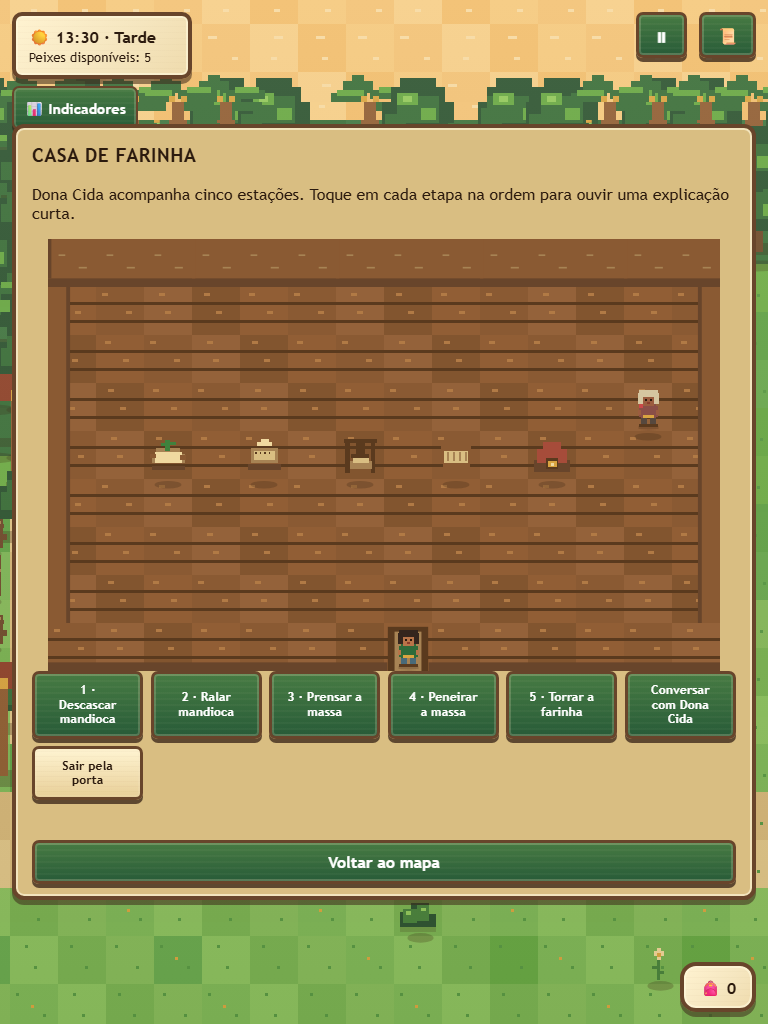 13:30 · Tarde
Peixes disponíveis: 5
Indicadores
CASA DE FARINHA
Dona Cida acompanha cinco estações. Toque em cada etapa na ordem para ouvir uma explicação
curta.
1 ·
Descascar
mandioca
2 · Ralar
mandioca
3 · Prensar a
massa
4 · Peneirar
a massa
5 · Torrar a
farinha
Conversar
com Dona
Cida
Sair pela
porta
Voltar ao mapa
0